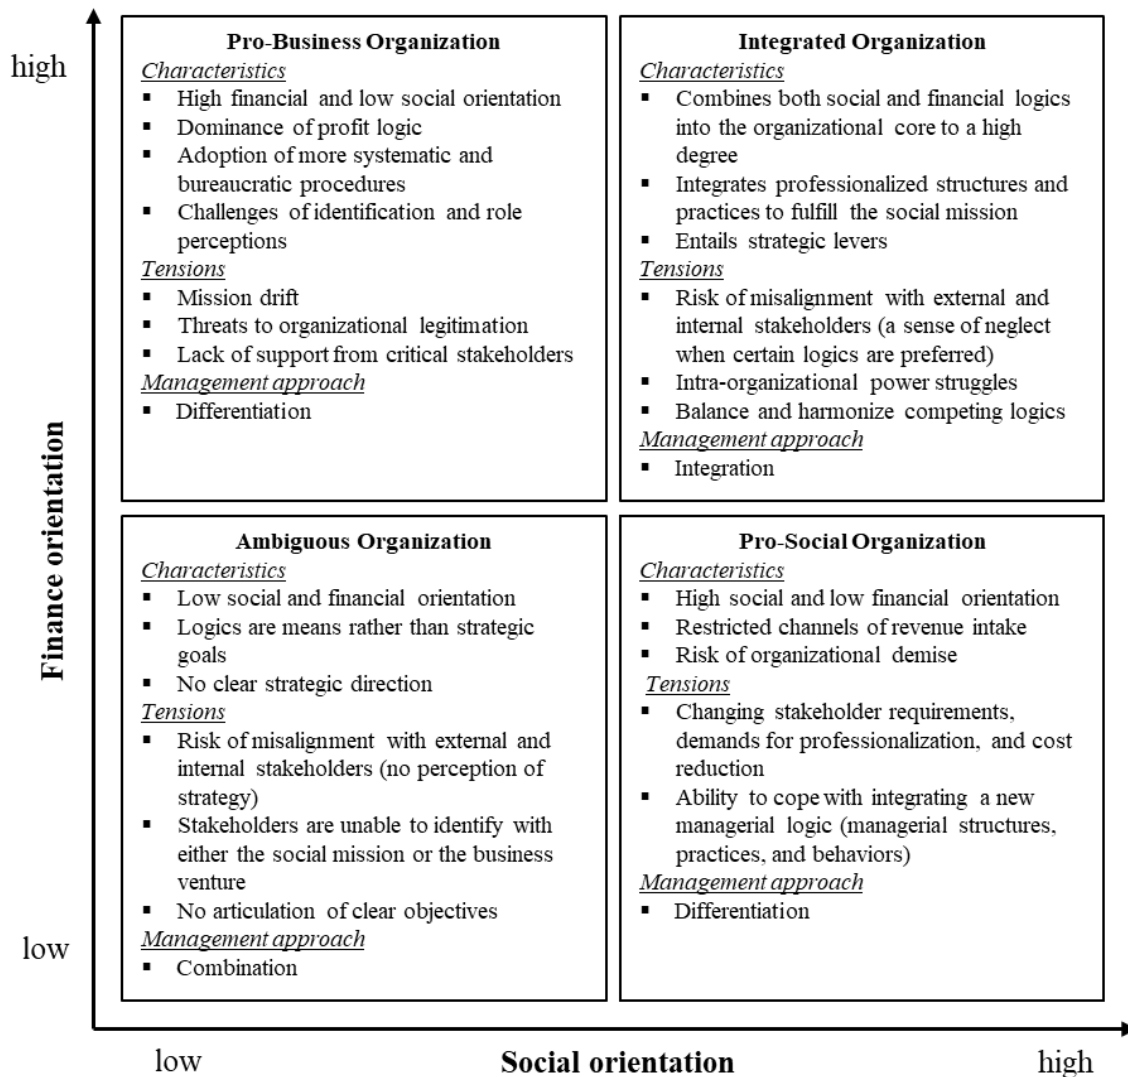 high
Pro-Business Organization
Characteristics
▪ High financial and low social orientation
▪ Dominance of profit logic
▪ Adoption of more systematic and
bureaucratic procedures
▪ Challenges of identification and role
perceptions
Tensions
▪ Mission drift
▪ Threats to organizational legitimation
▪ Lack of support from critical stakeholders
Management approach
▪ Differentiation
Integrated Organization
Characteristics
▪ Combines both social and financial logics
into the organizational core to a high
degree
▪ Integrates professionalized structures and
practices to fulfill the social mission
▪ Entails strategic levers
Tensions
▪ Risk of misalignment with external and
internal stakeholders (a sense of neglect
when certain logics are preferred)
▪ Intra-organizational power struggles
▪ Balance and harmonize competing logics
Management approach
▪ Integration
Finance orientation
Ambiguous Organization
Characteristics
▪ Low social and financial orientation
▪ Logics are means rather than strategic
goals
▪ No clear strategic direction
Tensions
▪ Risk of misalignment with external and
internal stakeholders (no perception of
strategy)
▪ Stakeholders are unable to identify with
either the social mission or the business
venture
▪ No articulation of clear objectives
Management approach
▪ Combination
Pro-Social Organization
Characteristics
▪ High social and low financial orientation
▪ Restricted channels of revenue intake
▪ Risk of organizational demise
Tensions
▪ Changing stakeholder requirements,
demands for professionalization, and cost
reduction
▪ Ability to cope with integrating a new
managerial logic (managerial structures,
practices, and behaviors)
Management approach
▪ Differentiation
low
low
Social orientation
high